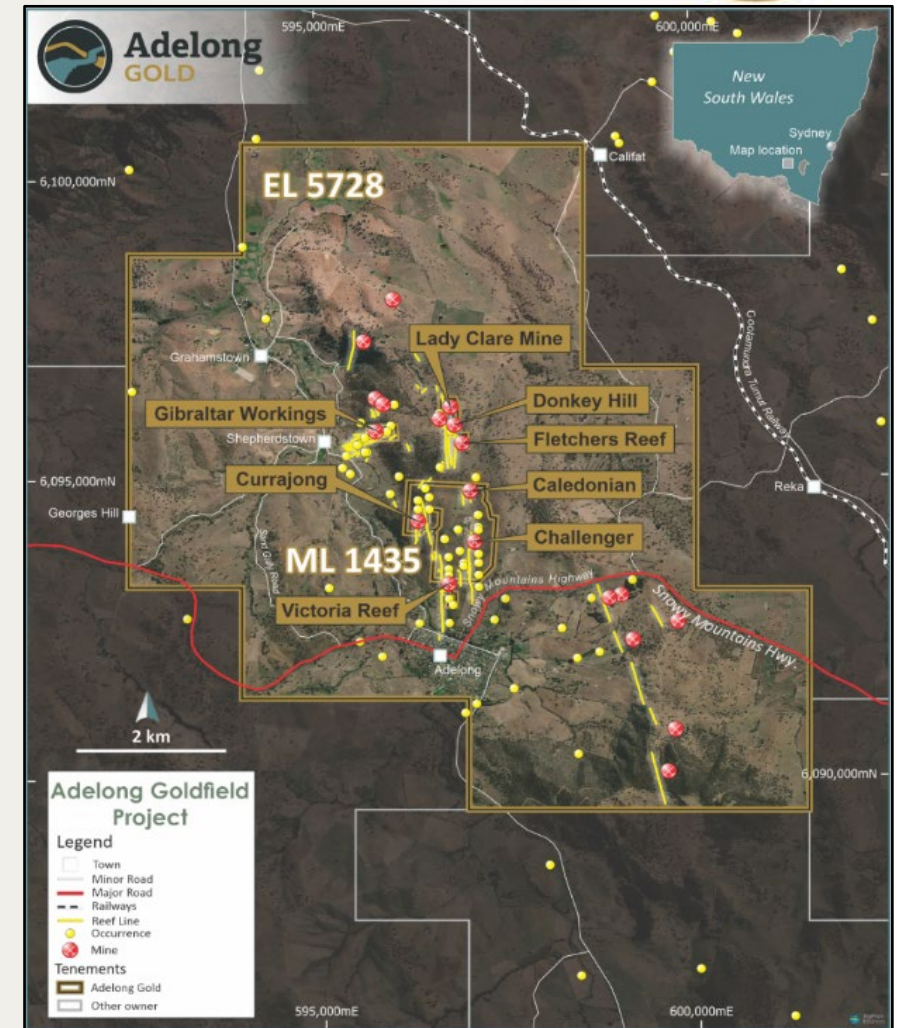 Adelong
GOLD
595,000mE
600,000mE
New
South Wales
Sydney
Map location
Califat
6,100,000mN
EL 5728
Cootamundra Tumut Railway
Lady Clare Mine
Grahamstown
Donkey Hill
Gibraltar Workings
Shepherdstown
Fletchers Reef
Currajong
Caledonian
6,095,000mN
Reka
Georges Hill
Challenger
ML 1435
Snowy Mountains Highway
Victoria Reef
Snowy Mountains Hwy.
Adelong
2 km
6,090,000mN
Adelong Goldfield
Project
Legend
Town
Minor Road
Major Road
Railways
Reef Line
Occurrence
Mine
Tenements
Adelong Gold
Other owner
595,000mE
600,000mE